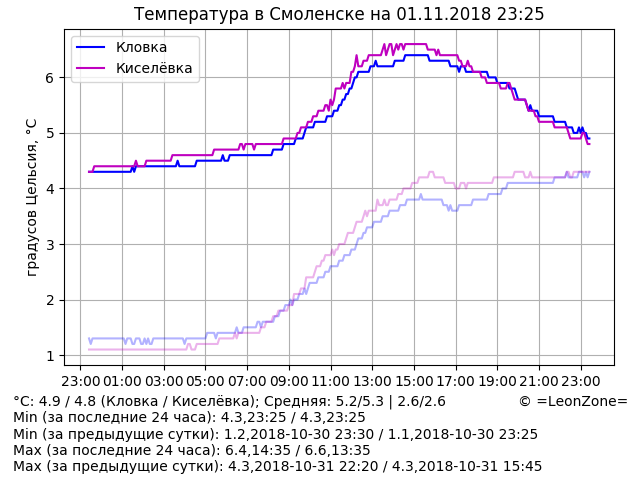 Температура в Смоленске на 01.11.2018 23:25
Кловка
Киселёвка
градусов Цельсия, °C
6
5
4
3
2
1
23:00 01:00 03:00 05:00 07:00 09:00 11:00 13:00 15:00 17:00 19:00 21:00 23:00
°C: 4.9 / 4.8 (Кловка / Киселёвка); Средняя: 5.2/5.3 | 2.6/2.6 © =LeonZone=
Min (за последние 24 часа): 4.3,23:25 / 4.3,23:25
Min (за предыдущие сутки): 1.2,2018-10-30 23:30 / 1.1,2018-10-30 23:25
Max (за последние 24 часа): 6.4,14:35 / 6.6,13:35
Max (за предыдущие сутки): 4.3,2018-10-31 22:20 / 4.3,2018-10-31 15:45